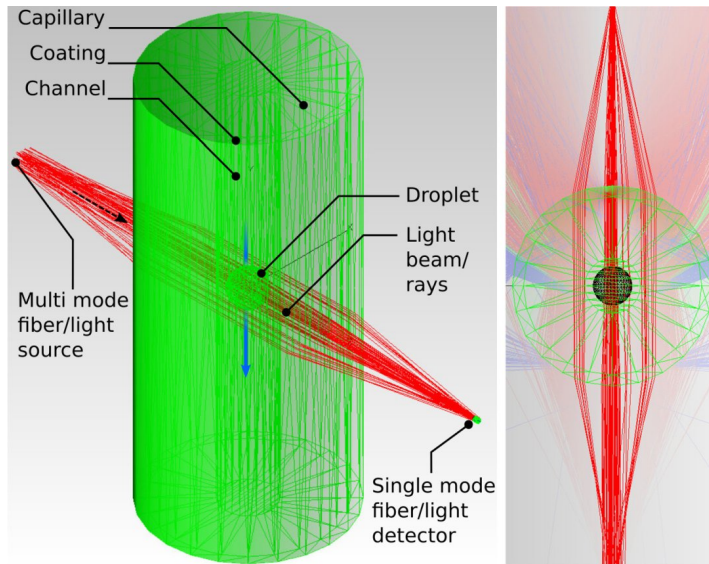 Capillary
Coating
Channel
Droplet
Light
beam/
rays
Multi mode
fiber/light
source
Single mode
fiber/light
detector